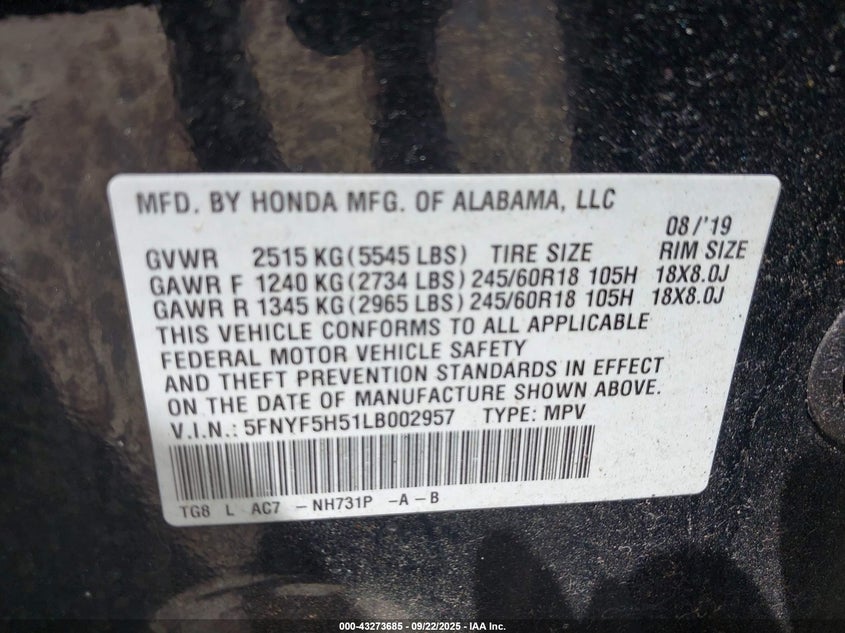 MFD. BY HONDA MFG. OF ALABAMA, LLC
08/'19
GVWR 2515 KG(5545 LBS) TIRE SIZE RIM SIZE
GAWR F 1240 KG(2734 LBS) 245/60R18 105H 18X8.0J
GAWR R 1345 KG(2965 LBS) 245/60R18 105H 18X8.0J
THIS VEHICLE CONFORMS TO ALL APPLICABLE
FEDERAL MOTOR VEHICLE SAFETY
AND THEFT PREVENTION STANDARDS IN EFFECT
ON THE DATE OF MANUFACTURE SHOWN ABOVE.
V.I.N.: 5FNYF5H51LB002957 TYPE: MPV
TG8 L AC7 -NH731P -A-B
000-43273685 - 09/22/2025 - IAA Inc.